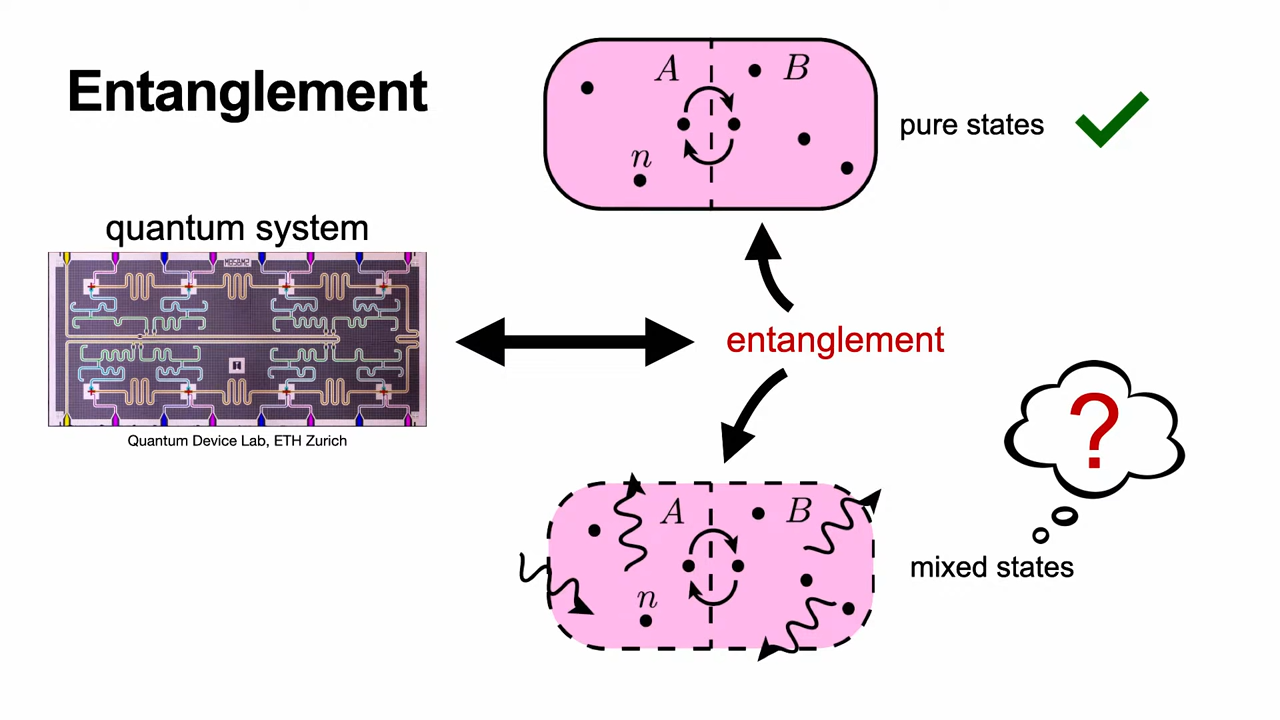 Entanglement
A
B
n
pure states
quantum system
entanglement
?
Quantum Device Lab, ETH Zurich
A
B
n
mixed states